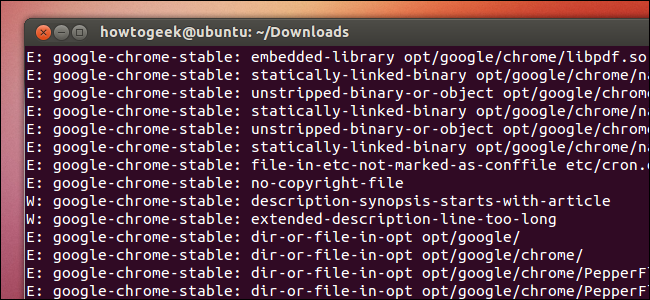 howtogeek@ubuntu: ~/Downloads
E: google-chrome-stable: embedded-library opt/google/chrome/libpdf.so
E: google-chrome-stable: statically-linked-binary opt/google/chrome/na
E: google-chrome-stable: unstripped-binary-or-object opt/google/chrome
E: google-chrome-stable: statically-linked-binary opt/google/chrome/na
E: google-chrome-stable: unstripped-binary-or-object opt/google/chrome
E: google-chrome-stable: statically-linked-binary opt/google/chrome/na
E: google-chrome-stable: file-in-etc-not-marked-as-conffile etc/cron.
E: google-chrome-stable: no-copyright-file
W: google-chrome-stable: description-synopsis-starts-with-article
W: google-chrome-stable: extended-description-line-too-long
E: google-chrome-stable: dir-or-file-in-opt opt/google/
E: google-chrome-stable: dir-or-file-in-opt opt/google/chrome/
E: google-chrome-stable: dir-or-file-in-opt opt/google/chrome/PepperFl
E: google-chrome-stable: dir-or-file-in-opt opt/google/chrome/PepperFl